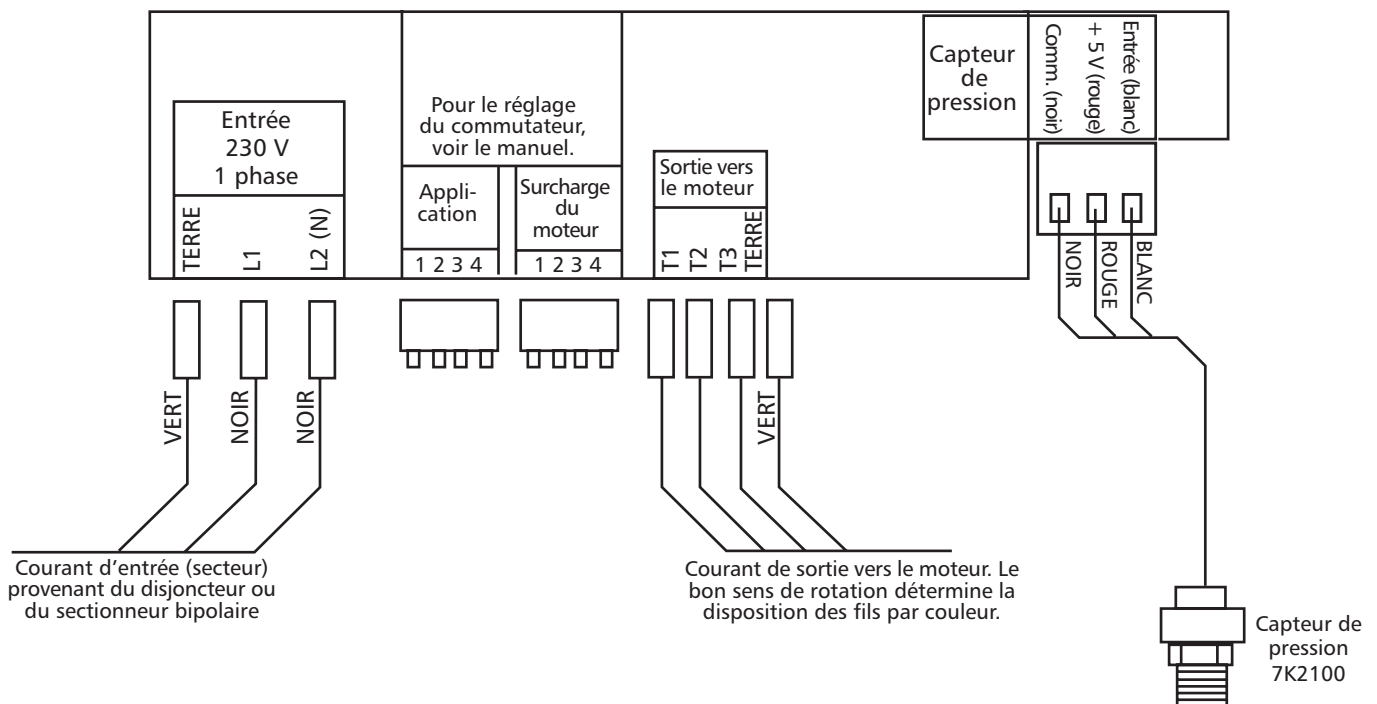 Entrée
230 V
1 phase
TERRE
L1
L2 (N)
Pour le réglage
du commutateur,
voir le manuel.
Appli-
cation
1 2 3 4
Surcharge
du
moteur
1 2 3 4
Sortie vers
le moteur
T1
T2
T3
TERRE
Capteur
de
pression
Comm. (noir)
+ 5 V (rouge)
Entrée (blanc)
NOIR
ROUGE
BLANC
VERT
NOIR
NOIR
VERT
Courant d'entrée (secteur)
provenant du disjoncteur ou
du sectionneur bipolaire
Courant de sortie vers le moteur. Le
bon sens de rotation détermine la
disposition des fils par couleur.
Capteur de
pression
7K2100